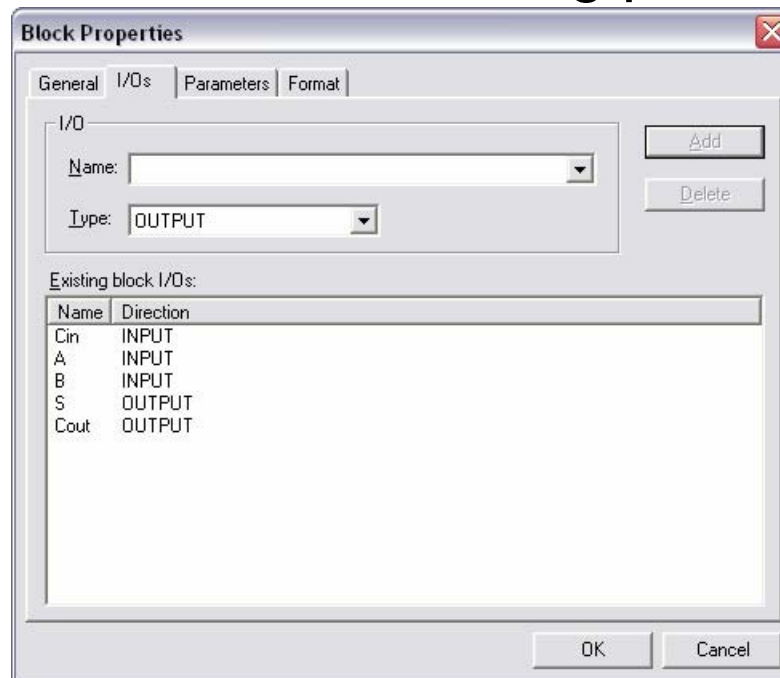 Block Properties
General I/Os Parameters Format
I/O
Name:
Type: OUTPUT
Add
Delete
Existing block I/Os:
Name Direction
Cin INPUT
A INPUT
B INPUT
S OUTPUT
Cout OUTPUT
OK Cancel